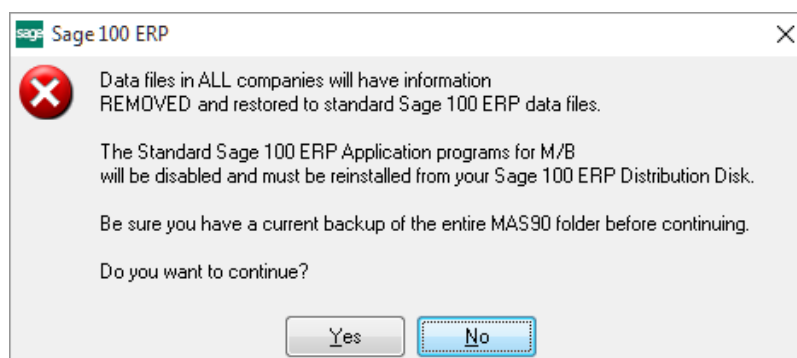 sage Sage 100 ERP
Data files in ALL companies will have information
REMOVED and restored to standard Sage 100 ERP data files.
The Standard Sage 100 ERP Application programs for M/B
will be disabled and must be reinstalled from your Sage 100 ERP Distribution Disk.
Be sure you have a current backup of the entire MAS90 folder before continuing.
Do you want to continue?
Yes No